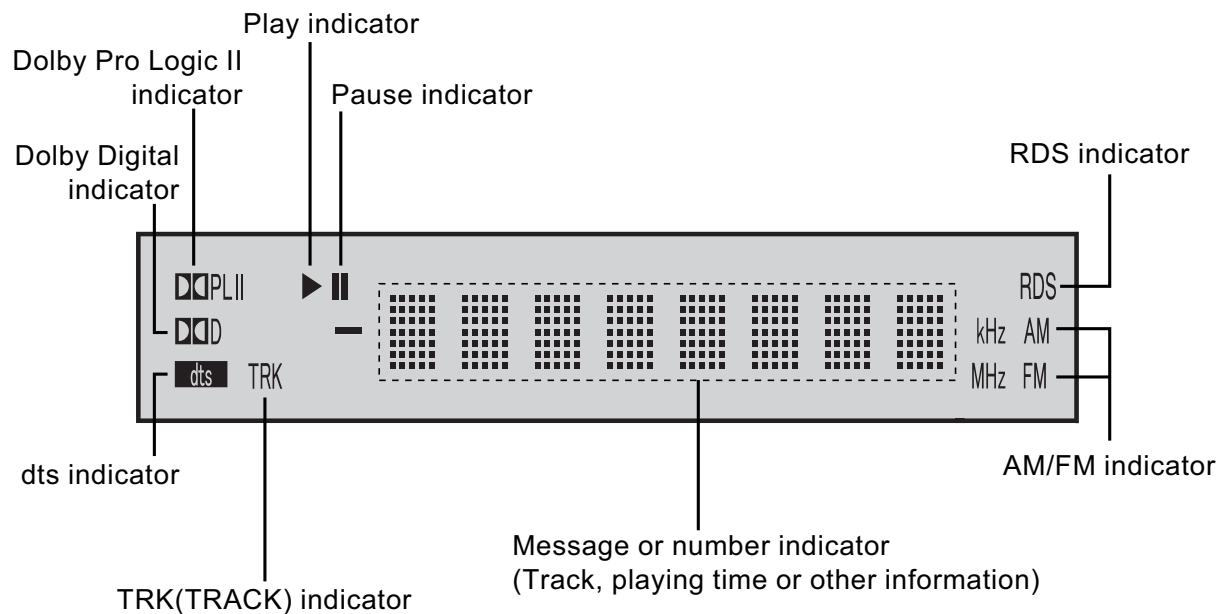 Play indicator
Dolby Pro Logic II
indicator
Pause indicator
Dolby Digital
indicator
RDS indicator
PL II
RDS
D
kHz AM
dts TRK
MHz FM
dts indicator
AM/FM indicator
Message or number indicator
(Track, playing time or other information)
TRK(TRACK) indicator